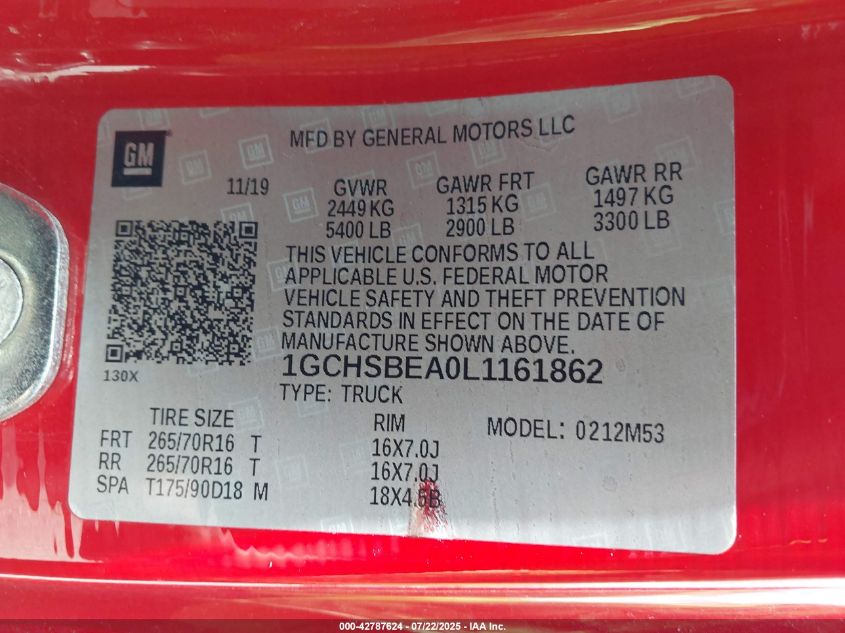 GM
MFD BY GENERAL MOTORS LLC
11/19 GVWR GAWR FRT GAWR RR
2449 KG 1315 KG 1497 KG
5400 LB 2900 LB 3300 LB
THIS VEHICLE CONFORMS TO ALL
APPLICABLE U.S. FEDERAL MOTOR
VEHICLE SAFETY AND THEFT PREVENTION
STANDARDS IN EFFECT ON THE DATE OF
MANUFACTURE SHOWN ABOVE.
130X 1GCHSBEA0L1161862
TYPE: TRUCK
TIRE SIZE RIM MODEL: 0212M53
FRT 265/70R16 T 16X7.0J
RR 265/70R16 T 16X7.0J
SPA T175/90D18 M 18X4.5B
000-42787624 - 07/22/2025 - IAA Inc.